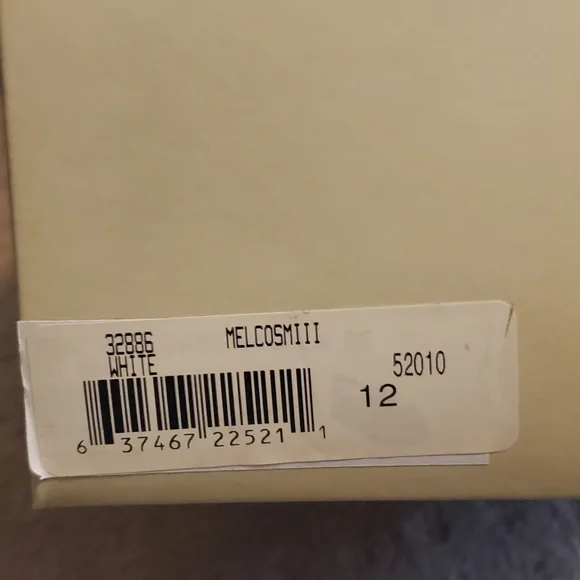 32886 MELCOSMIII
WHITE 52010
12
6 37467 22521 1